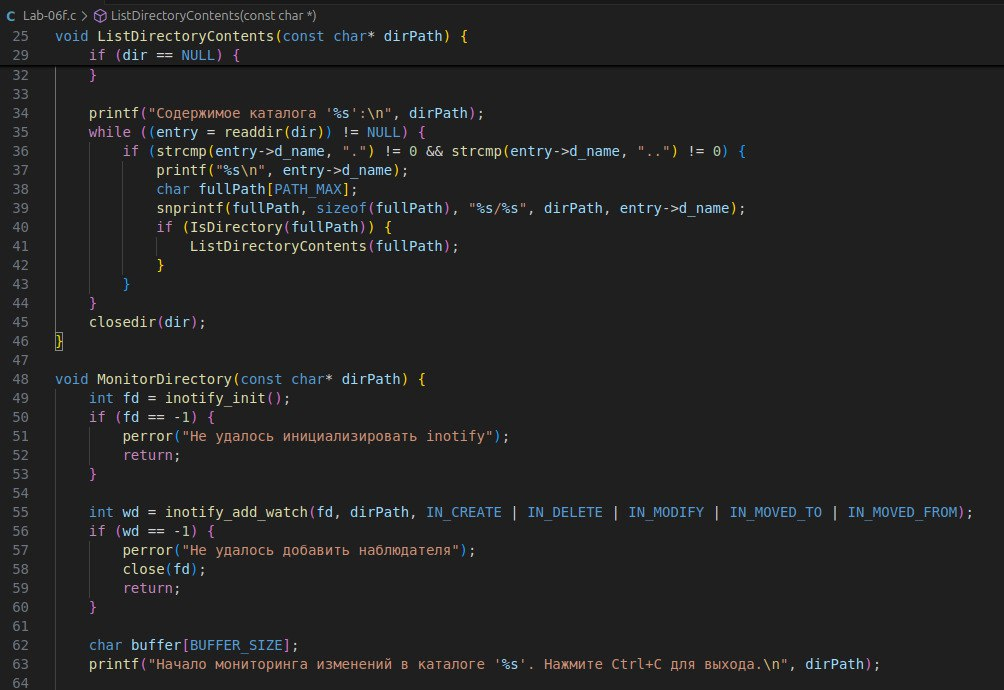 C Lab-06f.c > ListDirectoryContents(const char *)
25 void ListDirectoryContents(const char* dirPath) {
29     if (dir == NULL) {
32     }
33
34     printf("Содержимое каталога '%s':\n", dirPath);
35     while ((entry = readdir(dir)) != NULL) {
36         if (strcmp(entry->d_name, ".") != 0 && strcmp(entry->d_name, "..") != 0) {
37             printf("%s\n", entry->d_name);
38             char fullPath[PATH_MAX];
39             snprintf(fullPath, sizeof(fullPath), "%s/%s", dirPath, entry->d_name);
40             if (IsDirectory(fullPath)) {
41                 ListDirectoryContents(fullPath);
42             }
43         }
44     }
45     closedir(dir);
46 }
47
48 void MonitorDirectory(const char* dirPath) {
49     int fd = inotify_init();
50     if (fd == -1) {
51         perror("Не удалось инициализировать inotify");
52         return;
53     }
54
55     int wd = inotify_add_watch(fd, dirPath, IN_CREATE | IN_DELETE | IN_MODIFY | IN_MOVED_TO | IN_MOVED_FROM);
56     if (wd == -1) {
57         perror("Не удалось добавить наблюдателя");
58         close(fd);
59         return;
60     }
61
62     char buffer[BUFFER_SIZE];
63     printf("Начало мониторинга изменений в каталоге '%s'. Нажмите Ctrl+C для выхода.\n", dirPath);
64